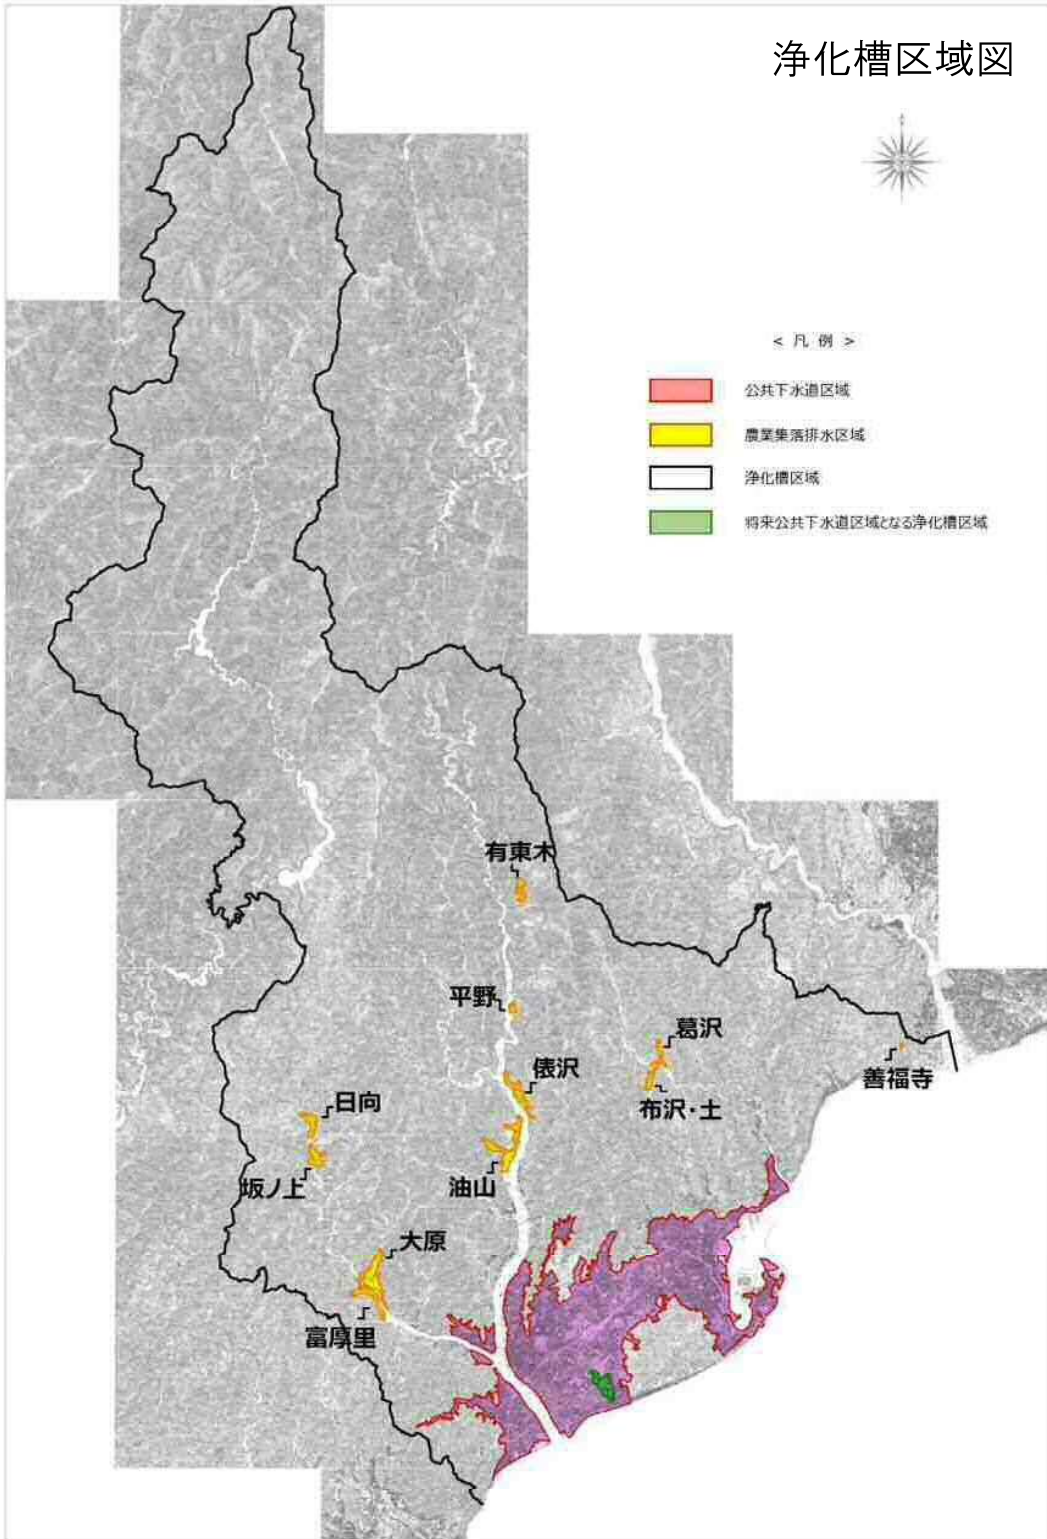 浄化槽区域図
< 凡 例 >
公共下水道区域
農業集落排水区域
浄化槽区域
将来公共下水道区域となる浄化槽区域
有東木
平野
葛沢
善福寺
俵沢
布沢・土
日向
坂ノ上
油山
大原
富厚里